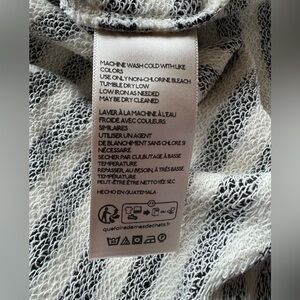 MACHINE WASH COLD WITH LIKE
COLORS
USE ONLY NON-CHLORINE BLEACH
TUMBLE DRY LOW
LOW IRON AS NEEDED
MAY BE DRY CLEANED
LAVER À LA MACHINE À L'EAU
FROIDE AVEC COULEURS
SIMILAIRES
UTILISER UN AGENT
DE BLANCHIMENT SANS CHLORE SI
NÉCESSAIRE
SECHER PAR CULBUTAGE À BASSE
TEMPÉRATURE
REPASSER, AU BESOIN, À TRÈS BASSE
TEMPÉRATURE
PEUT-ÊTRE ÊTRE NETTOYÉE SEC
HECHO EN GUATEMALA
quefairedemesdechets.fr